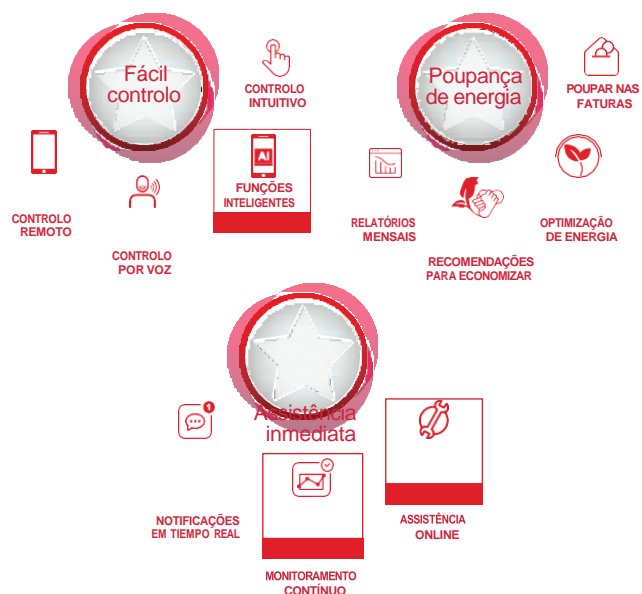 Fácil
controlo
CONTROLO
INTUITIVO
CONTROLO
REMOTO
CONTROLO
POR VOZ
AI
FUNÇÕES
INTELIGENTES
Poupança
de energia
POUPAR NAS
FATURAS
RELATÓRIOS
MENSAIS
RECOMENDAÇÕES
PARA ECONOMIZAR
OPTIMIZAÇÃO
DE ENERGIA
Assistência
inmediata
1
NOTIFICAÇÕES
EM TIEMPO REAL
MONITORAMENTO
CONTÍNUO
ASSISTÊNCIA
ONLINE